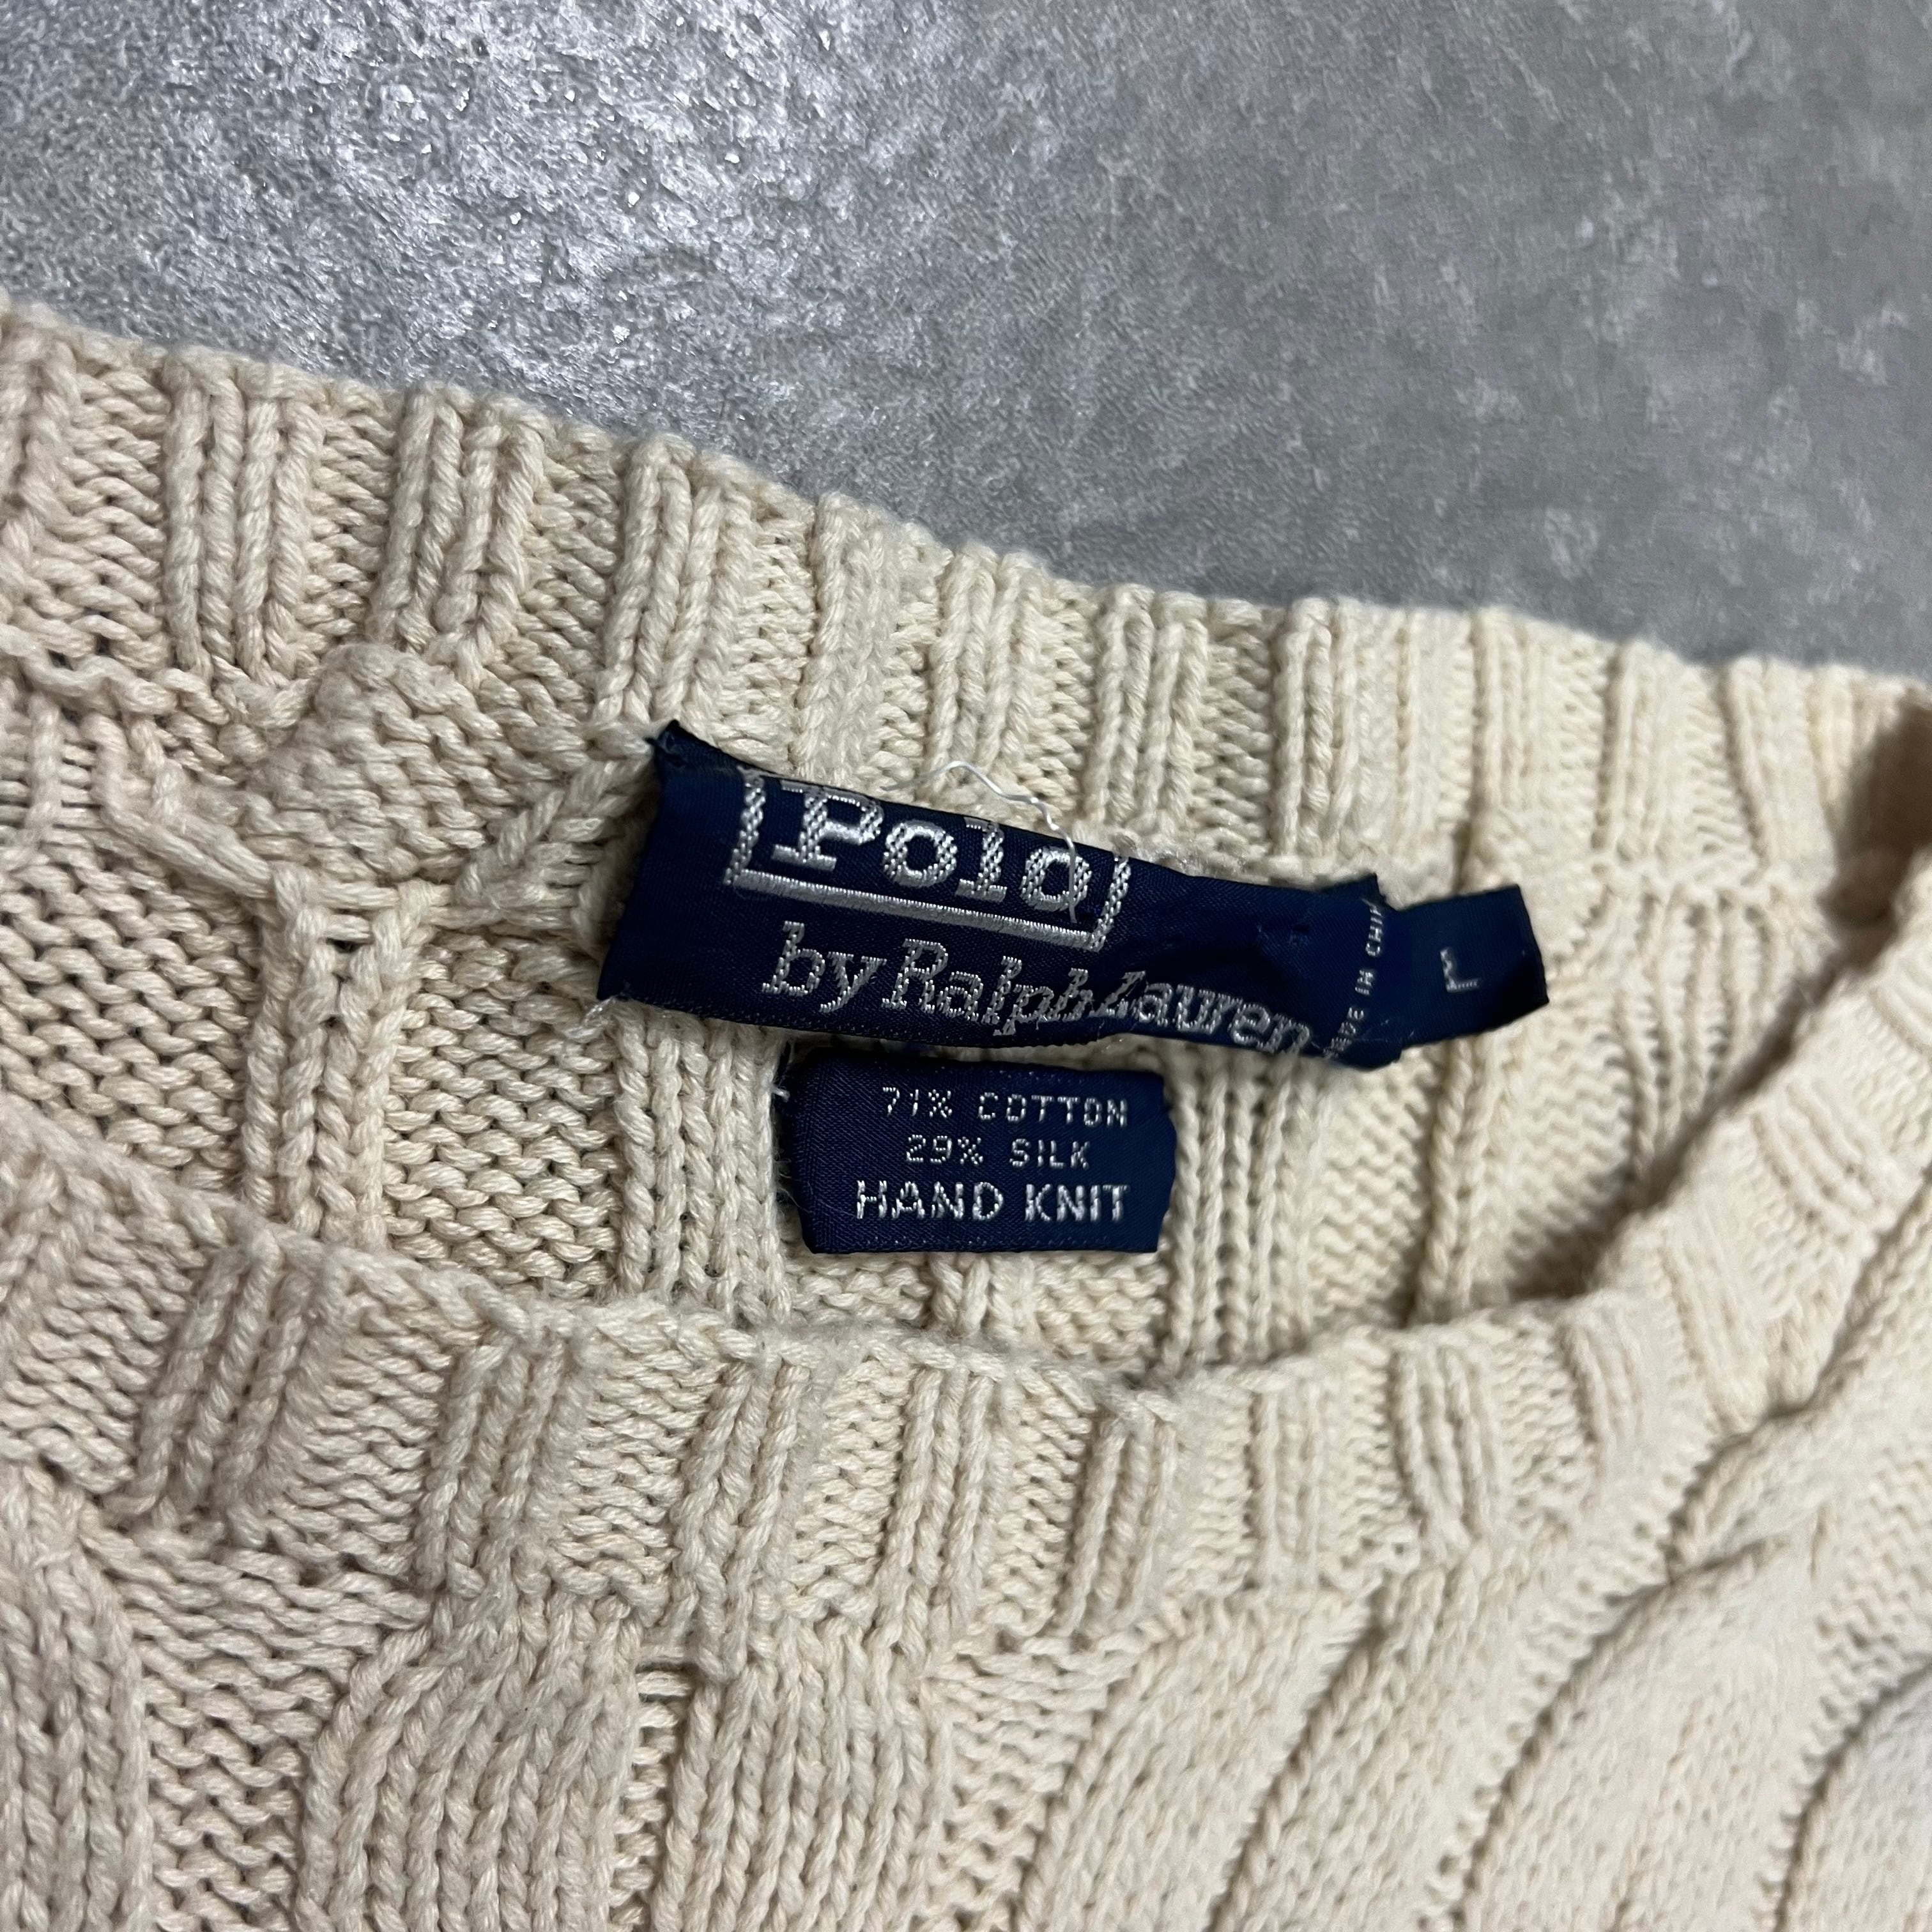 Polo
by Ralph Lauren
MADE IN CHINA
L
71% COTTON
29% SILK
HAND KNIT